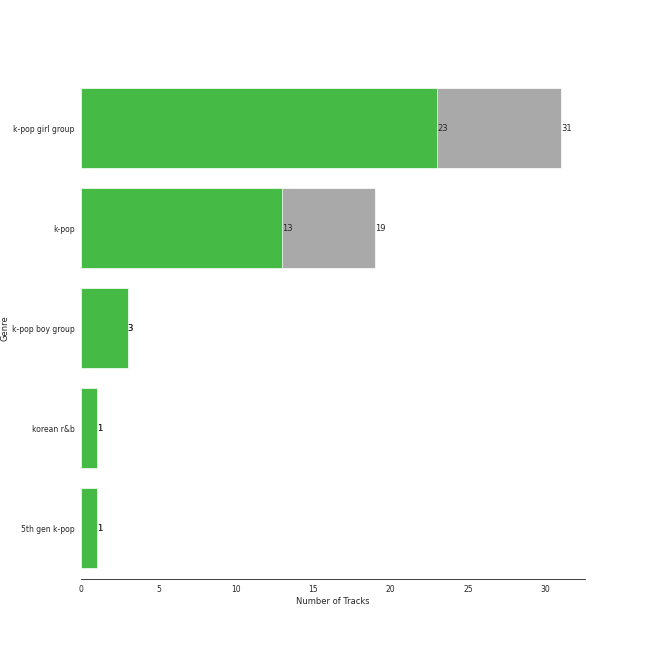 k-pop girl group
23
31
k-pop
13
19
k-pop boy group
3
korean r&b
1
5th gen k-pop
1
Genre
0
5
10
15
20
25
30
Number of Tracks